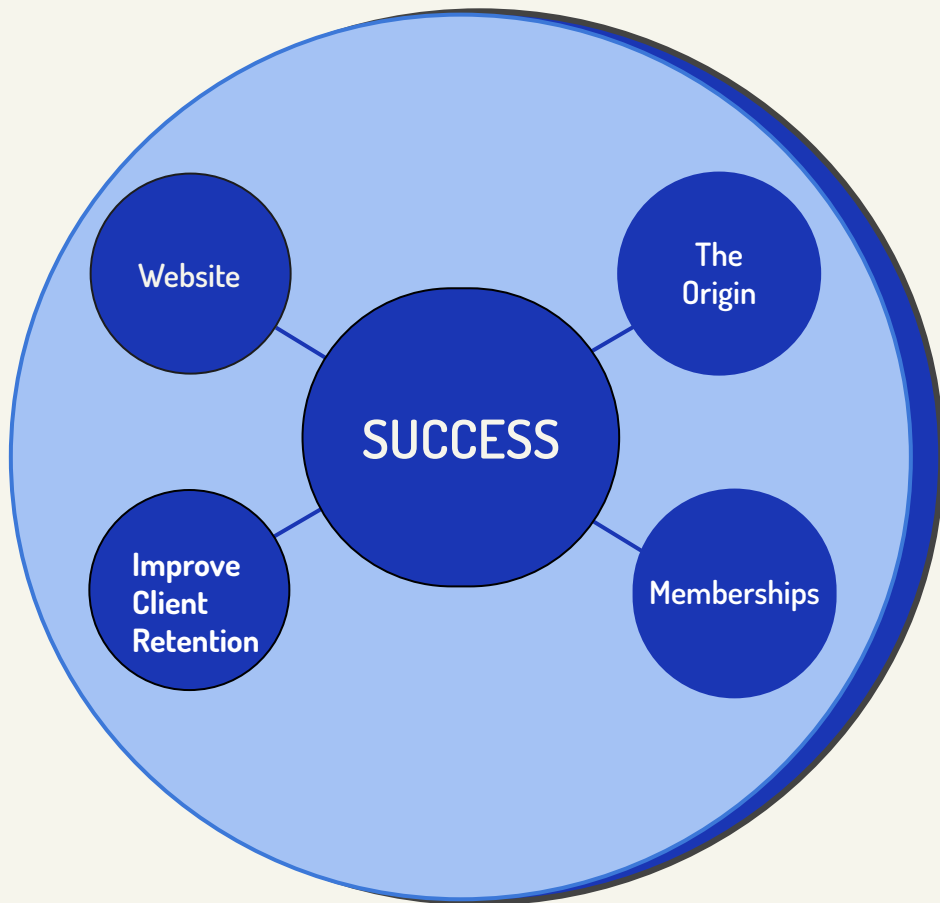 Website
The
Origin
SUCCESS
Improve
Client
Retention
Memberships